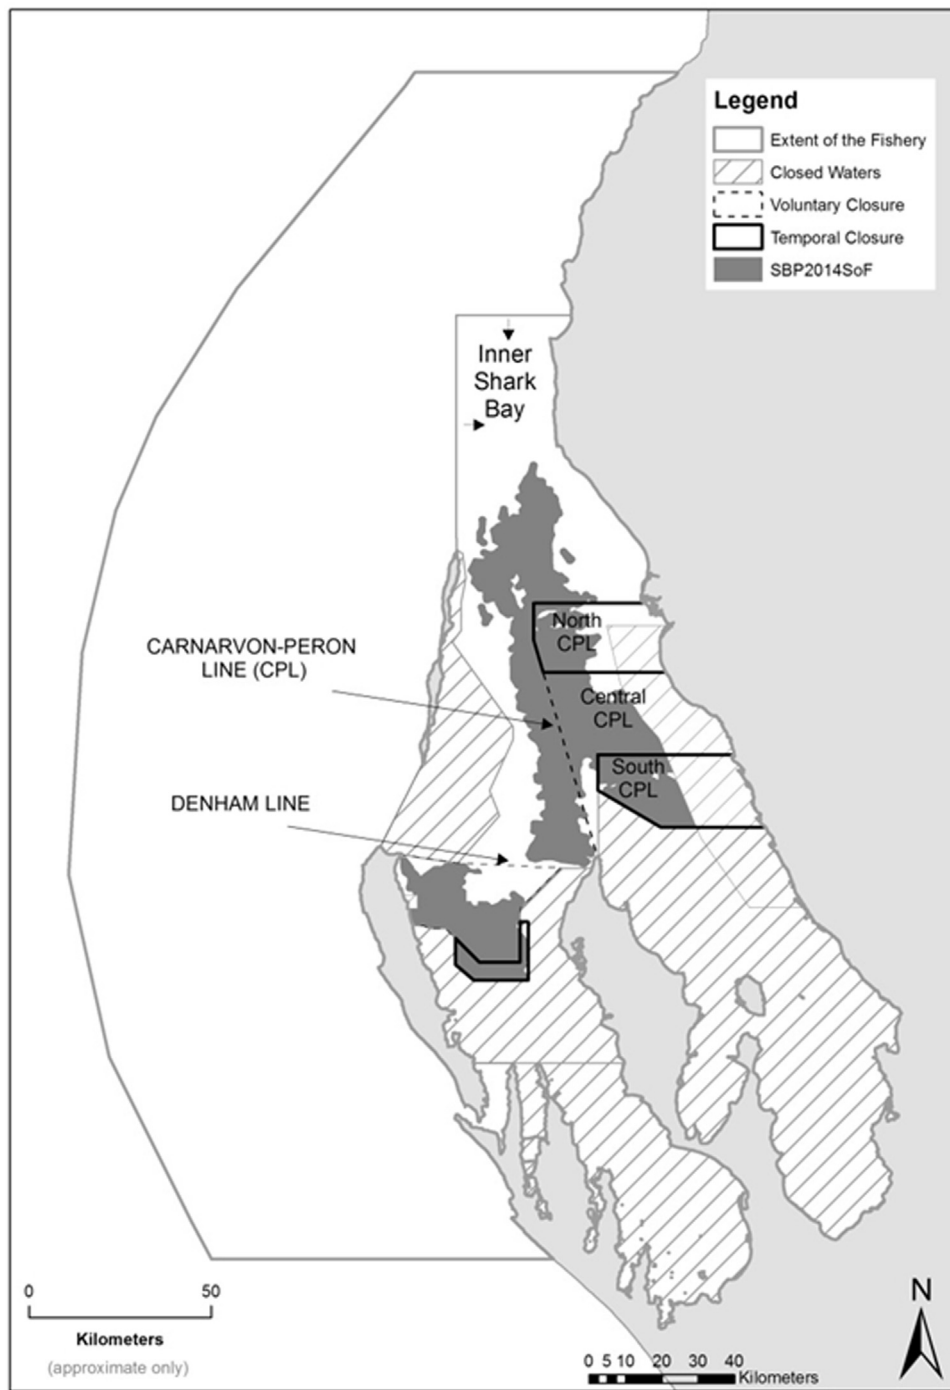 Legend
Extent of the Fishery
Closed Waters
Voluntary Closure
Temporal Closure
SBP2014SoF
Inner
Shark
Bay
North
CPL
CARNARVON-PERON
LINE (CPL)
Central
CPL
South
CPL
DENHAM LINE
0 50
Kilometers
(approximate only)
N
0 5 10 20 30 40
Kilometers